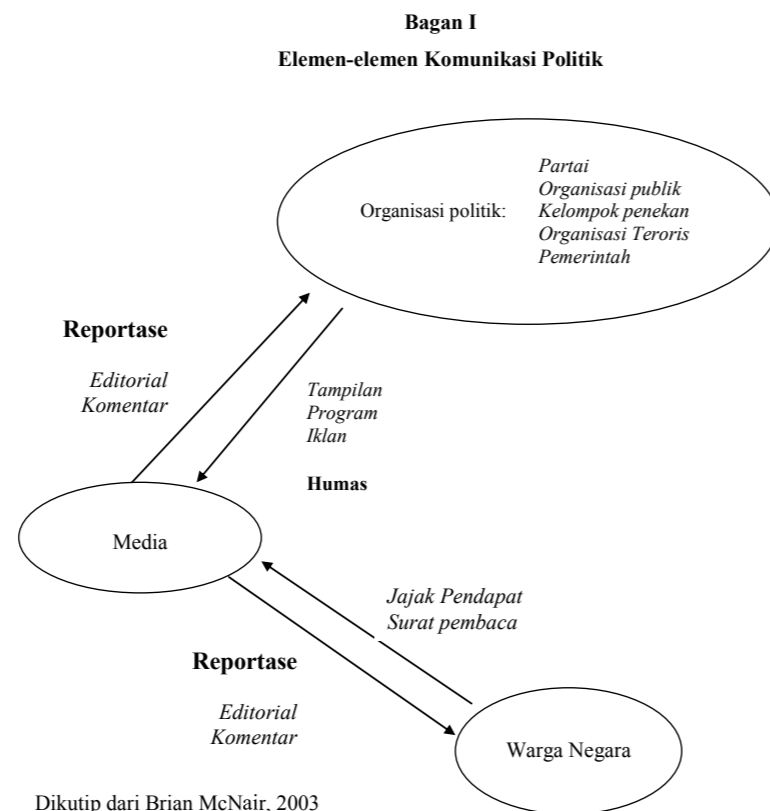 Bagan I
Elemen-elemen Komunikasi Politik
Partai
Organisasi publik
Organisasi politik: Kelompok penekan
Organisasi Teroris
Pemerintah
Reportase
Editorial
Komentar
Tampilan
Program
Iklan
Humas
Media
Jajak Pendapat
Surat pembaca
Reportase
Editorial
Komentar
Warga Negara
Dikutip dari Brian McNair, 2003